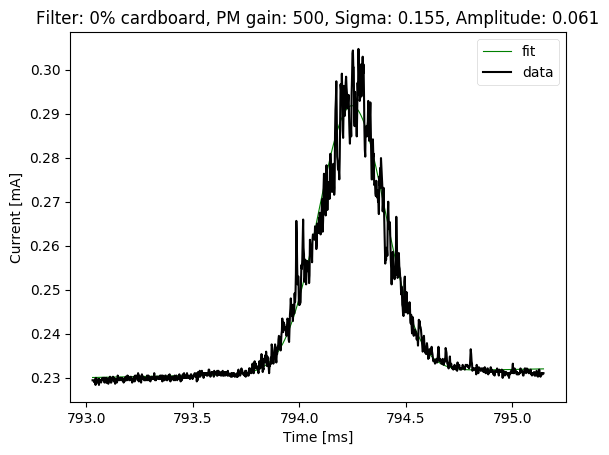 Filter: 0% cardboard, PM gain: 500, Sigma: 0.155, Amplitude: 0.061
fit
data
0.30
0.29
0.28
0.27
0.26
0.25
0.24
0.23
Current [mA]
793.0 793.5 794.0 794.5 795.0
Time [ms]